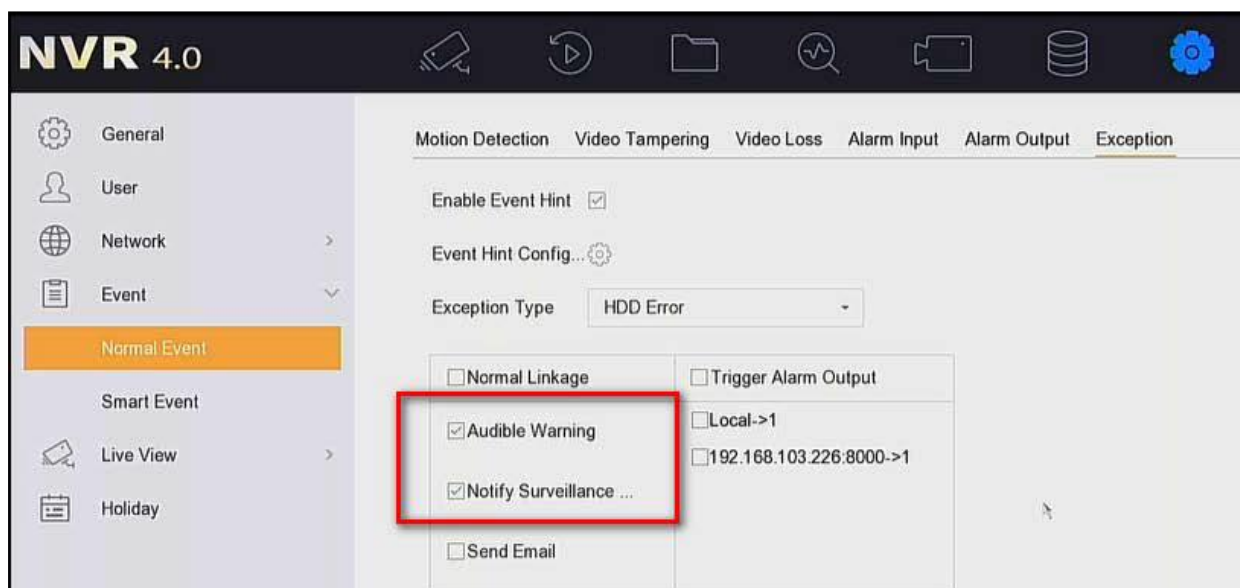 NVR 4.0
General
User
Network
Event
Normal Event
Smart Event
Live View
Holiday
Motion Detection Video Tampering Video Loss Alarm Input Alarm Output Exception
Enable Event Hint
Event Hint Config...
Exception Type HDD Error
Normal Linkage Trigger Alarm Output
Audible Warning Local->1
192.168.103.226:8000->1
Notify Surveillance ...
Send Email